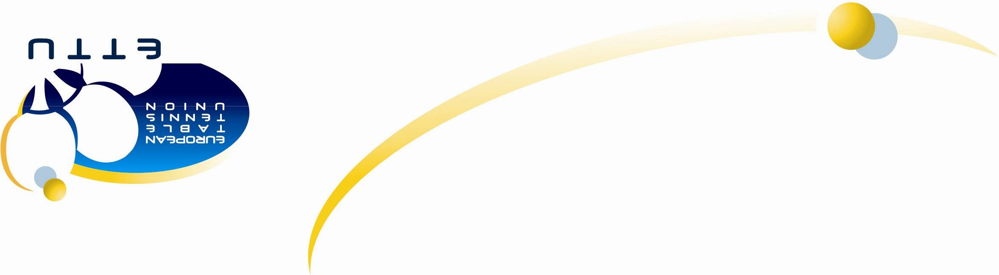 EUROPEAN
TABLE
TENNIS
UNION
ETTU